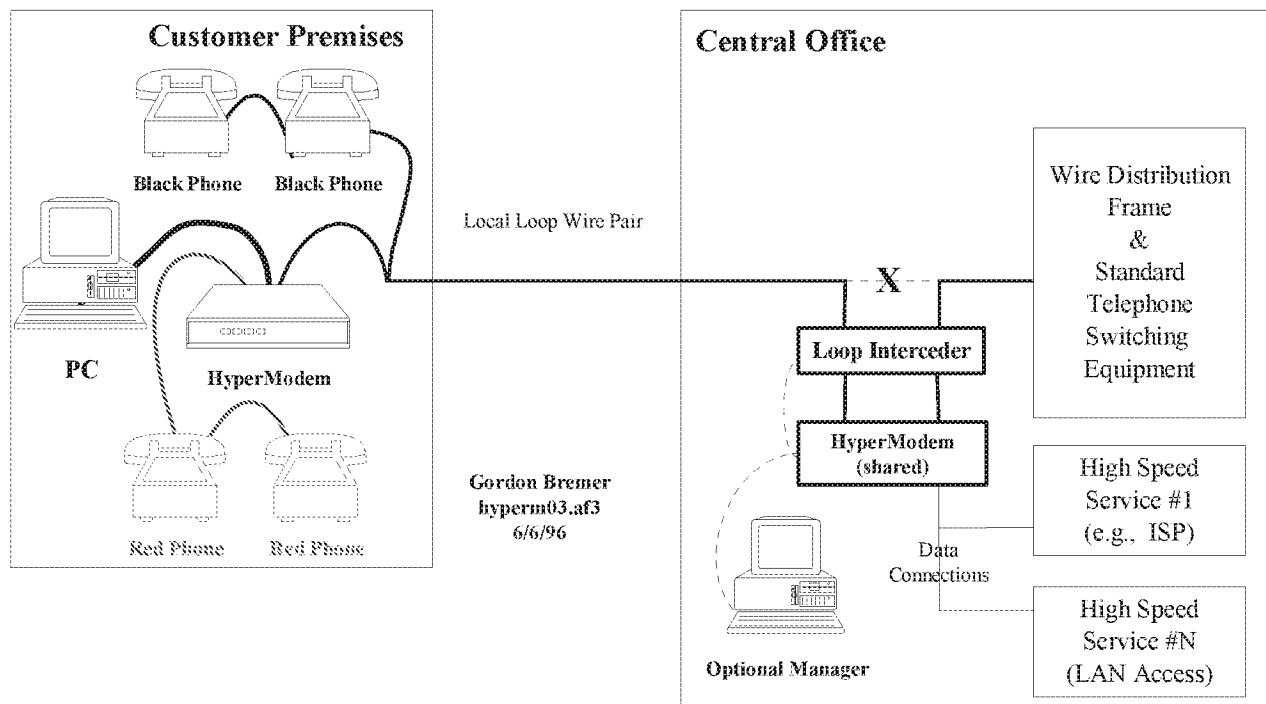 Customer Premises
Black Phone
Black Phone
PC
HyperModem
Red Phone
Red Phone
Local Loop Wire Pair
Gordon Bremer
hyperm03.af3
6/6/96
Central Office
X
Loop Interceder
HyperModem
(shared)
Data
Connections
Optional Manager
Wire Distribution
Frame
&
Standard
Telephone
Switching
Equipment
High Speed
Service #1
(e.g., ISP)
High Speed
Service #N
(LAN Access)